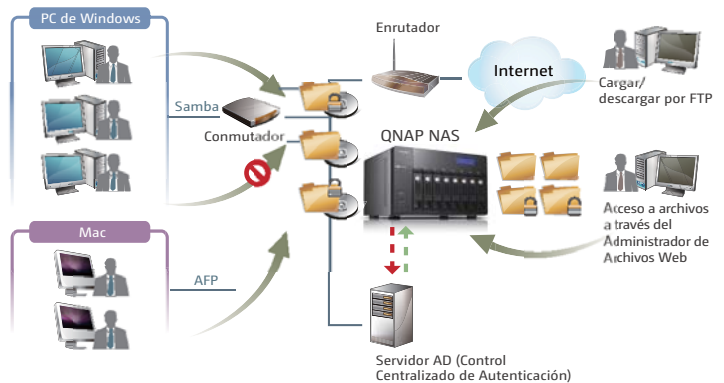 PC de Windows
Samba
Conmutador
Mac
AFP
Enrutador
Internet
QNAP NAS
Cargar/
descargar por FTP
Acceso a archivos
a través del
Administrador de
Archivos Web
Servidor AD (Control
Centralizado de Autenticación)